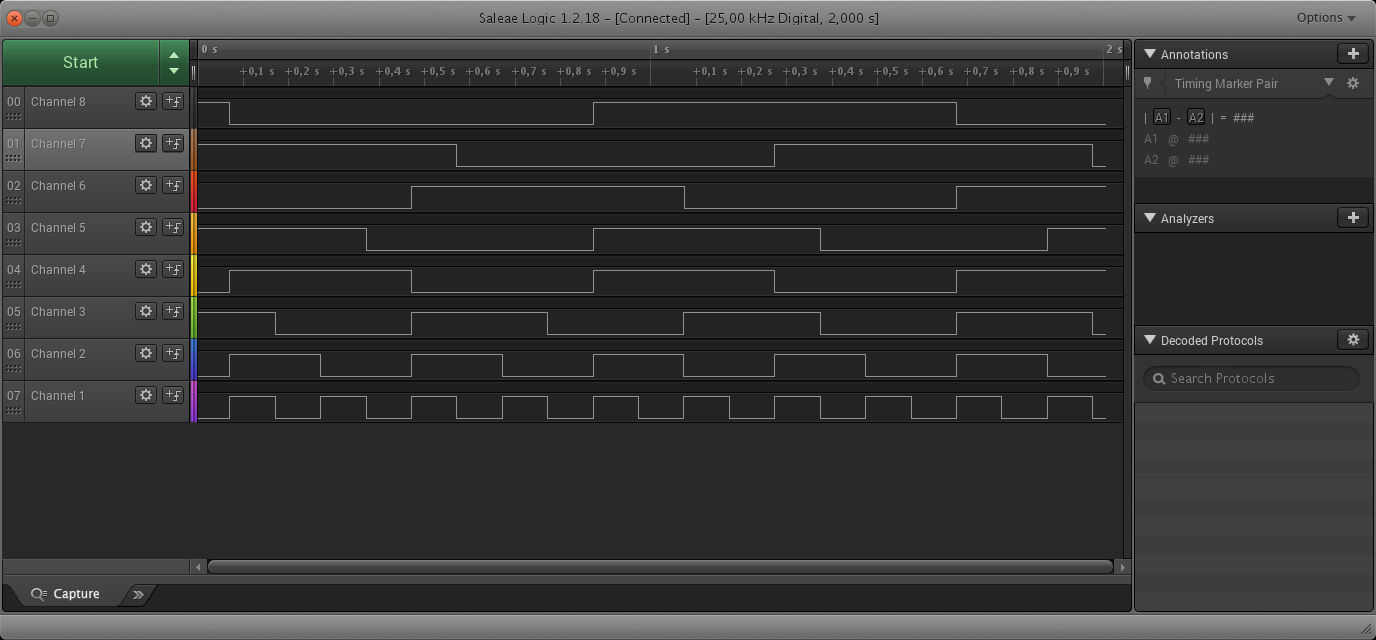 Saleae Logic 1.2.18 – [Connected] – [25,00 kHz Digital, 2,000 s]
Options
Start
0 s
1 s
2 s
+0,1 s
+0,2 s
+0,3 s
+0,4 s
+0,5 s
+0,6 s
+0,7 s
+0,8 s
+0,9 s
+0,1 s
+0,2 s
+0,3 s
+0,4 s
+0,5 s
+0,6 s
+0,7 s
+0,8 s
+0,9 s
00 Channel 8
01 Channel 7
02 Channel 6
03 Channel 5
04 Channel 4
05 Channel 3
06 Channel 2
07 Channel 1
Annotations
Timing Marker Pair
| A1 - A2 | = ###
A1 @ ###
A2 @ ###
Analyzers
Decoded Protocols
Search Protocols
Capture